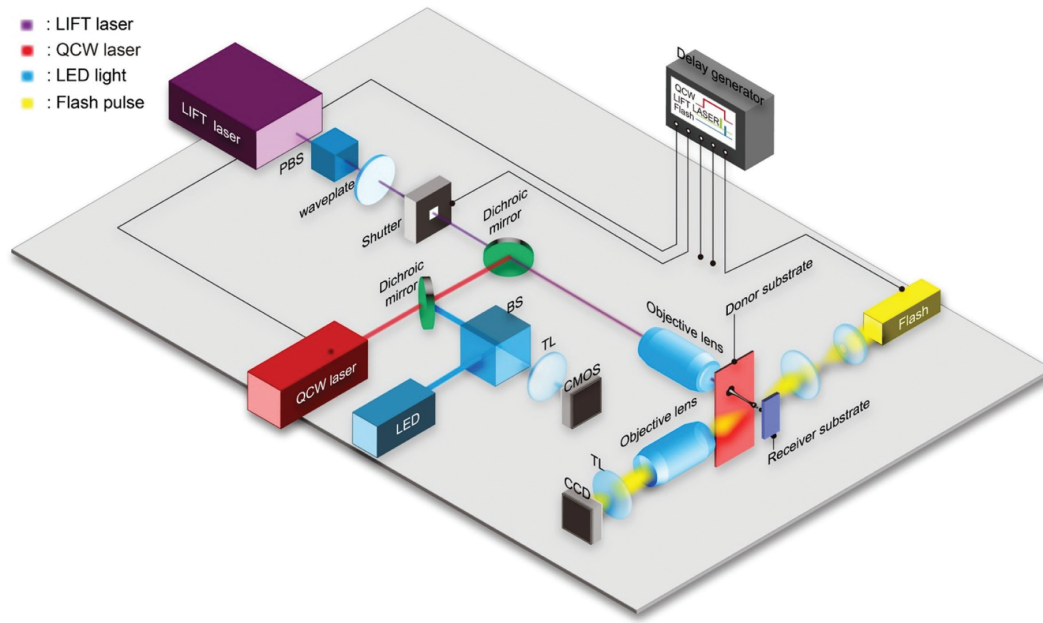 : LIFT laser
: QCW laser
: LED light
: Flash pulse
LIFT laser
PBS
waveplate
Shutter
Dichroic
mirror
Delay generator
QCW
LIFT LASER
Flash
Dichroic
mirror
BS
TL
CMOS
QCW laser
LED
Objective lens
Donor substrate
Flash
Objective lens
Receiver substrate
TL
CCD